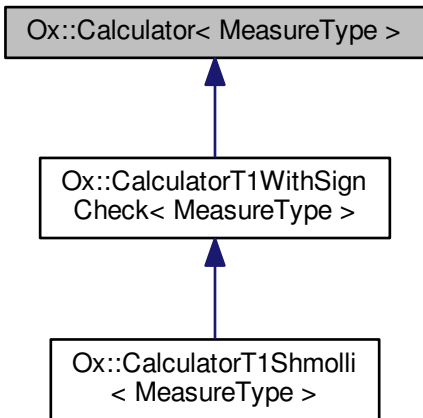 Ox::Calculator< MeasureType >
Ox::CalculatorT1WithSign
Check< MeasureType >
Ox::CalculatorT1Shmolli
< MeasureType >